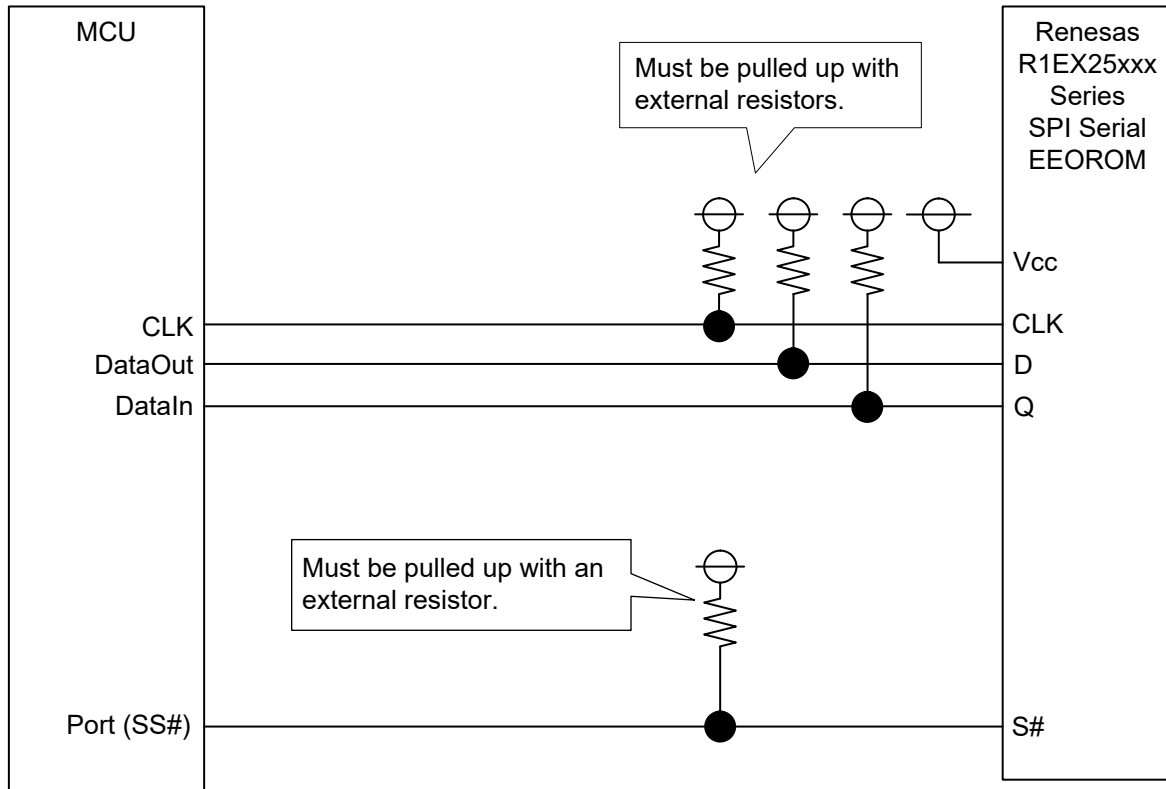 MCU
Renesas
R1EX25xxx
Series
SPI Serial
EEOROM
Must be pulled up with
external resistors.
Vcc
CLK
CLK
DataOut
D
DataIn
Q
Must be pulled up with an
external resistor.
Port (SS#)
S#